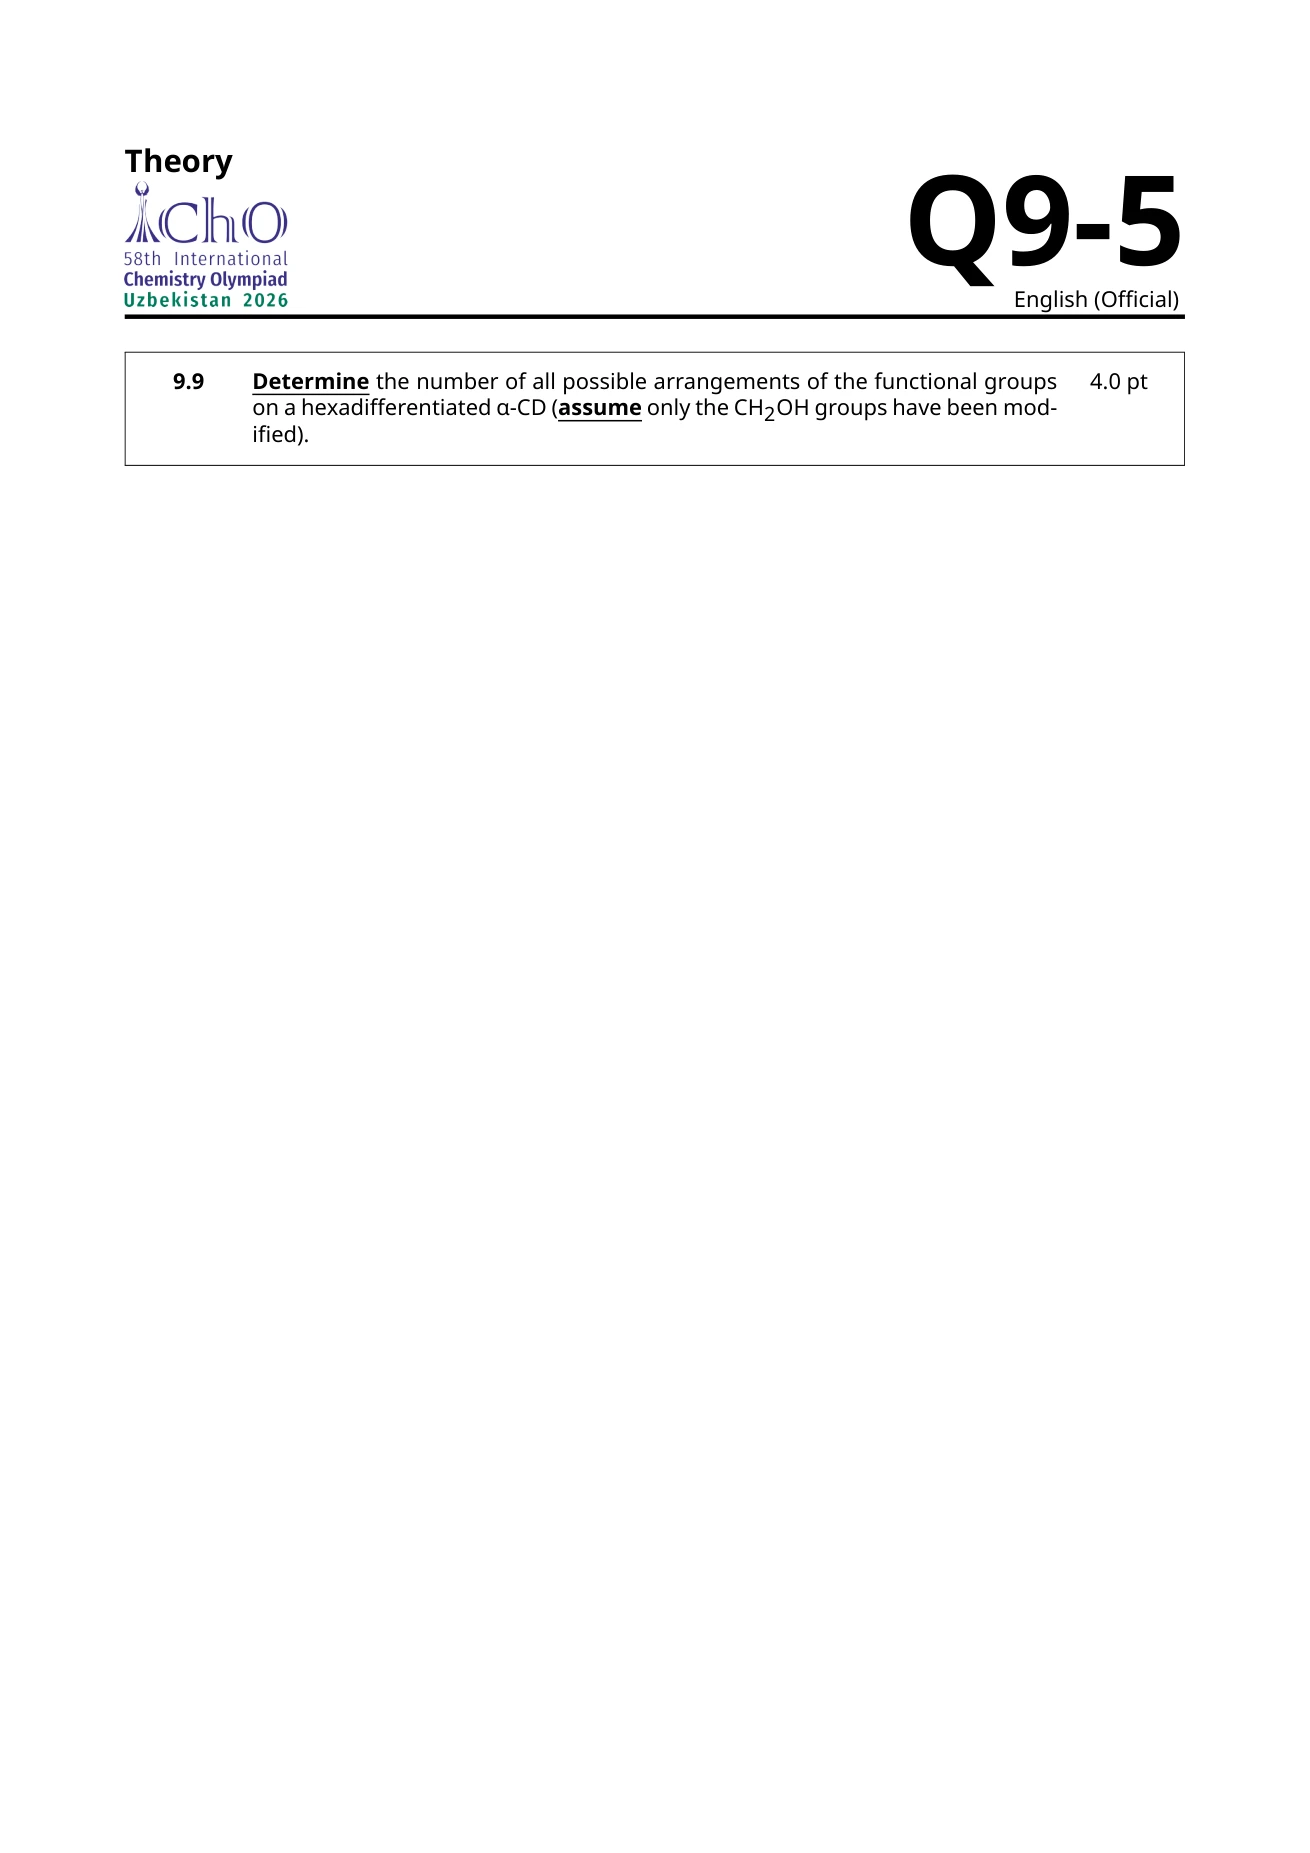 Theory
IChO
58th International
Chemistry Olympiad
Uzbekistan 2026
Q9-5
English (Official)
9.9 Determine the number of all possible arrangements of the functional groups 4.0 pt
on a hexadifferentiated α-CD (assume only the CH₂OH groups have been mod-
ified).